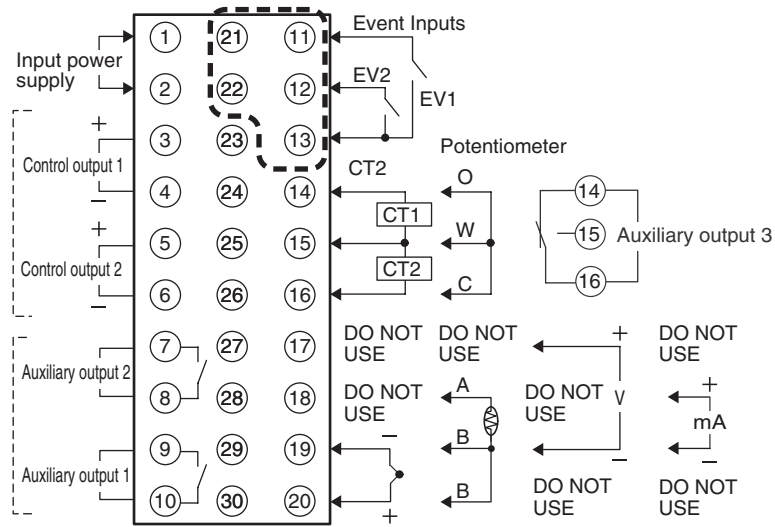 Event Inputs
1 21 11
Input power
supply
EV2
2 22 12
EV1
+
3 23 13
Control output 1
CT2
Potentiometer
4 24 14
−
O
CT1
14
+
5 25 15
W
15 Auxiliary output 3
Control output 2
CT2
6 26 16
−
C
16
7 27 17
DO NOT
USE
DO NOT
USE
+
DO NOT
USE
Auxiliary output 2
8 28 18
DO NOT
USE
A
DO NOT
USE
V
+
mA
9 29 19
−
B
−
−
Auxiliary output 1
10 30 20
+
B
DO NOT
USE
DO NOT
USE